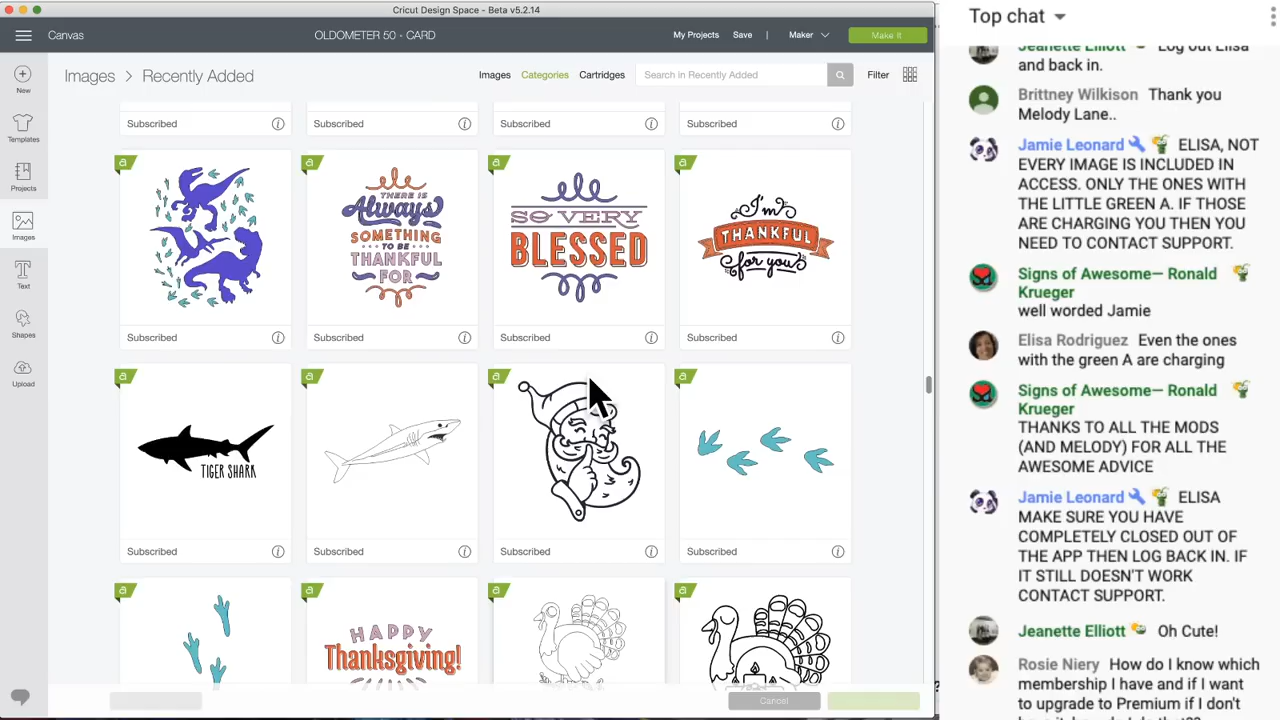 Cricut Design Space - Beta v5.2.14
Canvas
OLDOMETER 50 - CARD
My Projects
Save
|
Maker
Make It
New
Templates
Projects
Images
Text
Shapes
Upload
Images > Recently Added
Images
Categories
Cartridges
Search in Recently Added
Filter
Subscribed
Subscribed
Subscribed
Subscribed
a
a
THERE IS
Always
SOMETHING
TO BE
THANKFUL
FOR
a
SO VERY
BLESSED
a
I'm
THANKFUL
for you
Subscribed
Subscribed
Subscribed
Subscribed
a
TIGER SHARK
a
a
a
Subscribed
Subscribed
Subscribed
Subscribed
a
a
HAPPY
Thanksgiving!
a
a
Cancel
Top chat
Jeanette Elliott Log out Elisa
and back in.
Brittney Wilkison Thank you
Melody Lane..
Jamie Leonard ELISA, NOT
EVERY IMAGE IS INCLUDED IN
ACCESS. ONLY THE ONES WITH
THE LITTLE GREEN A. IF THOSE
ARE CHARGING YOU THEN YOU
NEED TO CONTACT SUPPORT.
Signs of Awesome— Ronald
Krueger
well worded Jamie
Elisa Rodriguez Even the ones
with the green A are charging
Signs of Awesome— Ronald
Krueger
THANKS TO ALL THE MODS
(AND MELODY) FOR ALL THE
AWESOME ADVICE
Jamie Leonard ELISA
MAKE SURE YOU HAVE
COMPLETELY CLOSED OUT OF
THE APP THEN LOG BACK IN. IF
IT STILL DOESN'T WORK
CONTACT SUPPORT.
Jeanette Elliott Oh Cute!
Rosie Niery How do I know which
membership I have and if I want
to upgrade to Premium if I don't